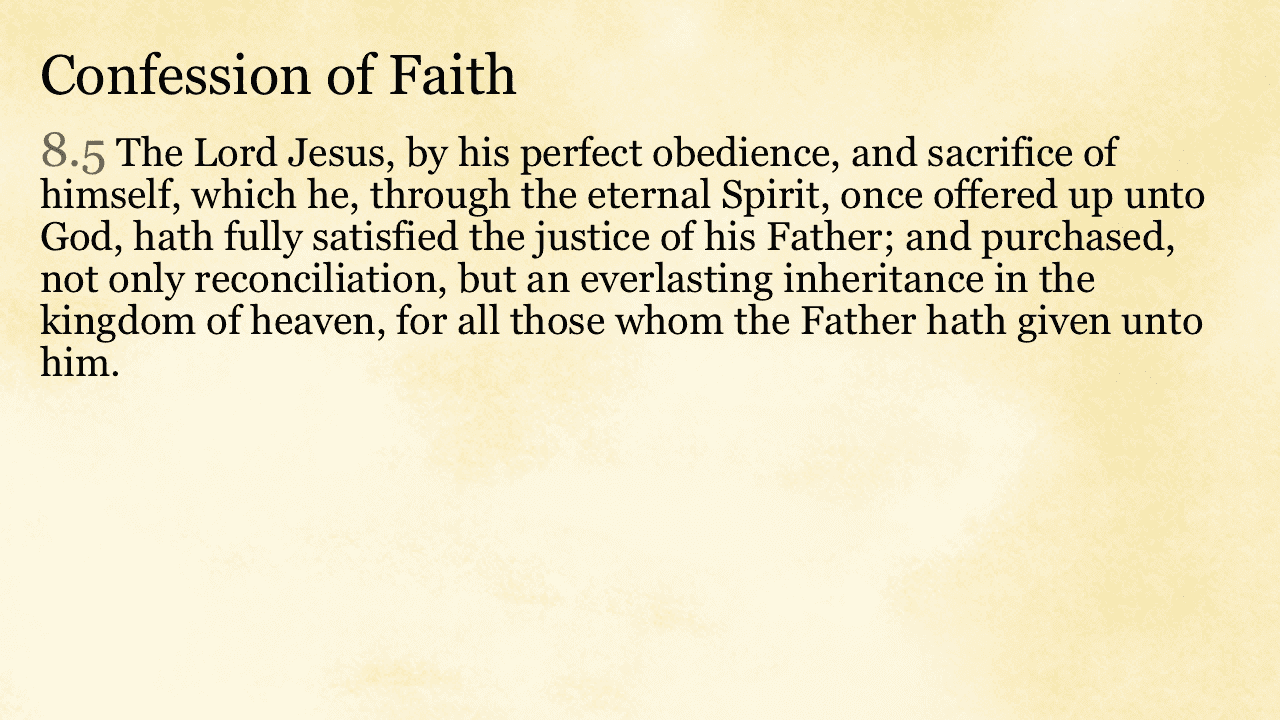 Confession of Faith
8.5 The Lord Jesus, by his perfect obedience, and sacrifice of
himself, which he, through the eternal Spirit, once offered up unto
God, hath fully satisfied the justice of his Father; and purchased,
not only reconciliation, but an everlasting inheritance in the
kingdom of heaven, for all those whom the Father hath given unto
him.